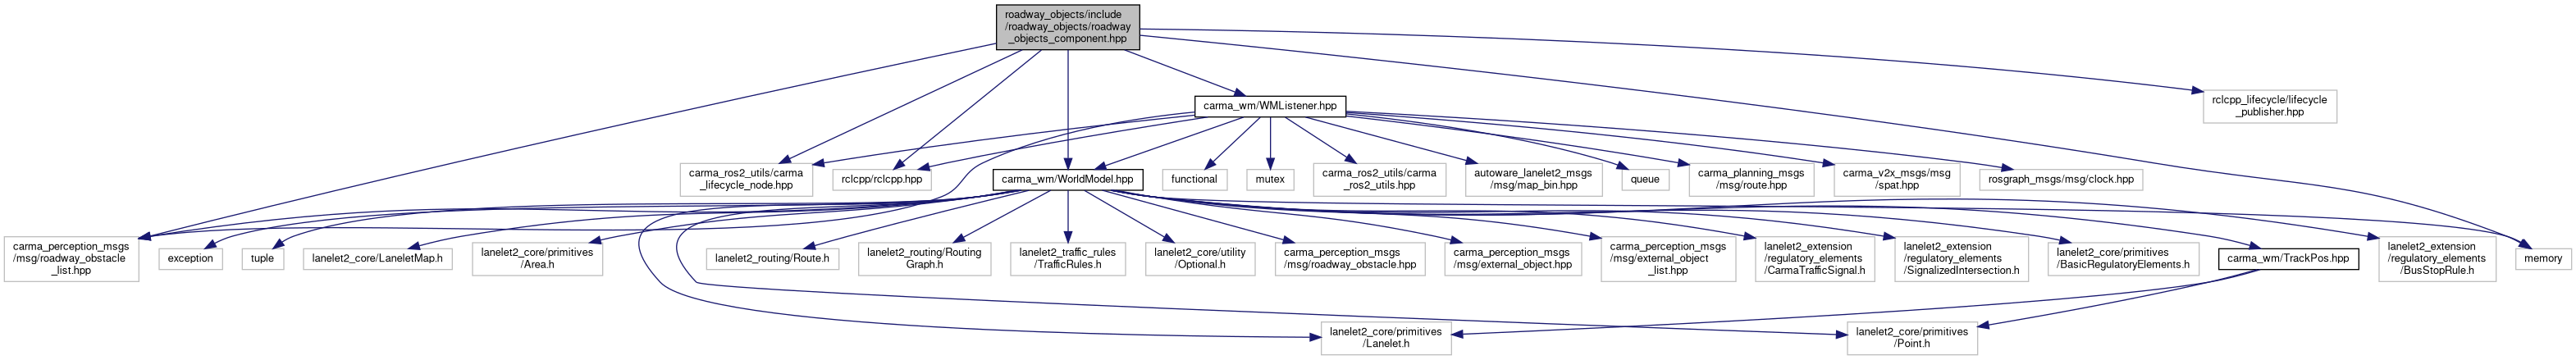 roadway_objects/include
/roadway_objects/roadway
_objects_component.hpp
carma_wm/WMListener.hpp
rclcpp_lifecycle/lifecycle
_publisher.hpp
carma_ros2_utils/carma
_lifecycle_node.hpp
rclcpp/rclcpp.hpp
carma_wm/WorldModel.hpp
functional
mutex
carma_ros2_utils/carma
_ros2_utils.hpp
autoware_lanelet2_msgs
/msg/map_bin.hpp
queue
carma_planning_msgs
/msg/route.hpp
carma_v2x_msgs/msg
/spat.hpp
rosgraph_msgs/msg/clock.hpp
carma_perception_msgs
/msg/roadway_obstacle
_list.hpp
exception
tuple
lanelet2_core/LaneletMap.h
lanelet2_core/primitives
/Area.h
lanelet2_routing/Route.h
lanelet2_routing/Routing
Graph.h
lanelet2_traffic_rules
/TrafficRules.h
lanelet2_core/utility
/Optional.h
carma_perception_msgs
/msg/roadway_obstacle.hpp
carma_perception_msgs
/msg/external_object.hpp
carma_perception_msgs
/msg/external_object
_list.hpp
lanelet2_extension
/regulatory_elements
/CarmaTrafficSignal.h
lanelet2_extension
/regulatory_elements
/SignalizedIntersection.h
lanelet2_core/primitives
/BasicRegulatoryElements.h
carma_wm/TrackPos.hpp
lanelet2_extension
/regulatory_elements
/BusStopRule.h
memory
lanelet2_core/primitives
/Lanelet.h
lanelet2_core/primitives
/Point.h